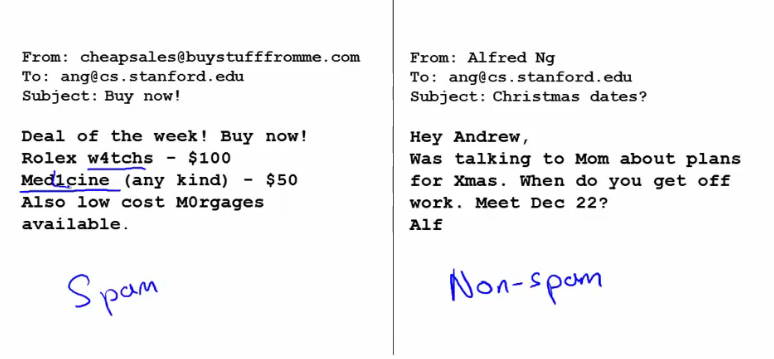 From: cheapsales@buystufffromme.com
To: ang@cs.stanford.edu
Subject: Buy now!
Deal of the week! Buy now!
Rolex w4tchs - $100
Med1cine (any kind) - $50
Also low cost M0rgages
available.
Spam
From: Alfred Ng
To: ang@cs.stanford.edu
Subject: Christmas dates?
Hey Andrew,
Was talking to Mom about plans
for Xmas. When do you get off
work. Meet Dec 22?
Alf
Non-spam